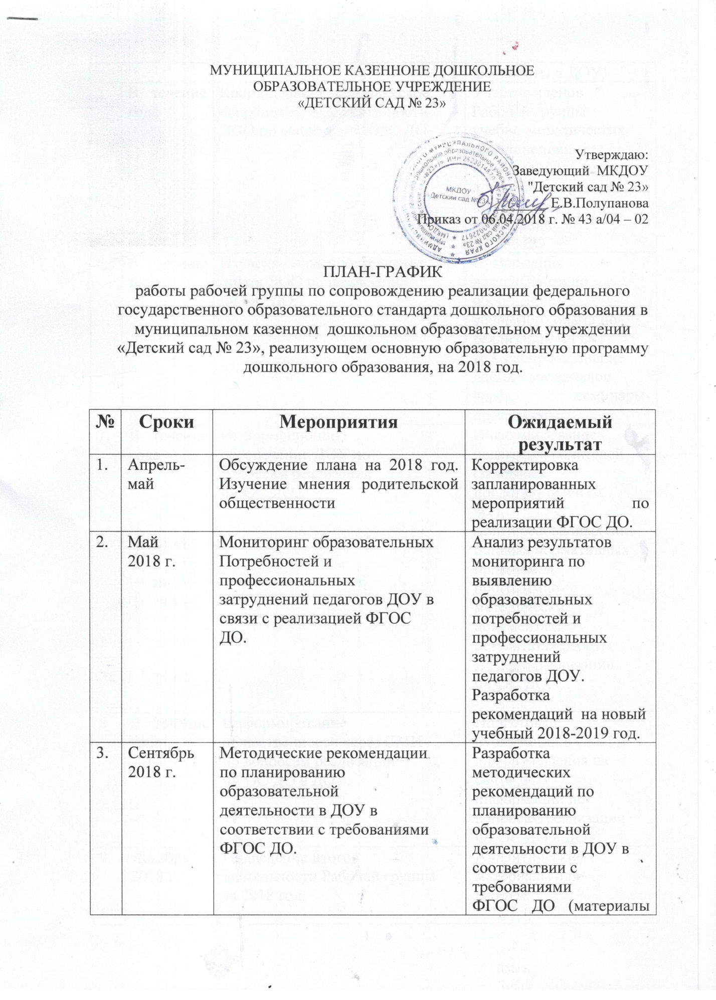 МУНИЦИПАЛЬНОЕ КАЗЕННОНЕ ДОШКОЛЬНОЕ
ОБРАЗОВАТЕЛЬНОЕ УЧРЕЖДЕНИЕ
«ДЕТСКИЙ САД № 23»
Утверждаю:
Заведующий МКДОУ
"Детский сад № 23»
Е.В.Полупанова
Приказ от 06.04.2018 г. № 43 а/04 – 02
МКДОУ
Детский сад №23
ПЛАН-ГРАФИК
работы рабочей группы по сопровождению реализации федерального
государственного образовательного стандарта дошкольного образования в
муниципальном казенном дошкольном образовательном учреждении
«Детский сад № 23», реализующем основную образовательную программу
дошкольного образования, на 2018 год.
№ Сроки Мероприятия Ожидаемый
результат
1. Апрель-
май
Обсуждение плана на 2018 год.
Изучение мнения родительской
общественности
Корректировка
запланированных
мероприятий по
реализации ФГОС ДО.
2. Май
2018 г.
Мониторинг образовательных
Потребностей и
профессиональных
затруднений педагогов ДОУ в
связи с реализацией ФГОС
ДО.
Анализ результатов
мониторинга по
выявлению
образовательных
потребностей и
профессиональных
затруднений
педагогов ДОУ.
Разработка
рекомендаций на новый
учебный 2018-2019 год.
3. Сентябрь
2018 г.
Методические рекомендации
по планированию
образовательной
деятельности в ДОУ в
соответствии с требованиями
ФГОС ДО.
Разработка
методических
рекомендаций по
планированию
образовательной
деятельности в ДОУ в
соответствии с
требованиями
ФГОС ДО (материалы